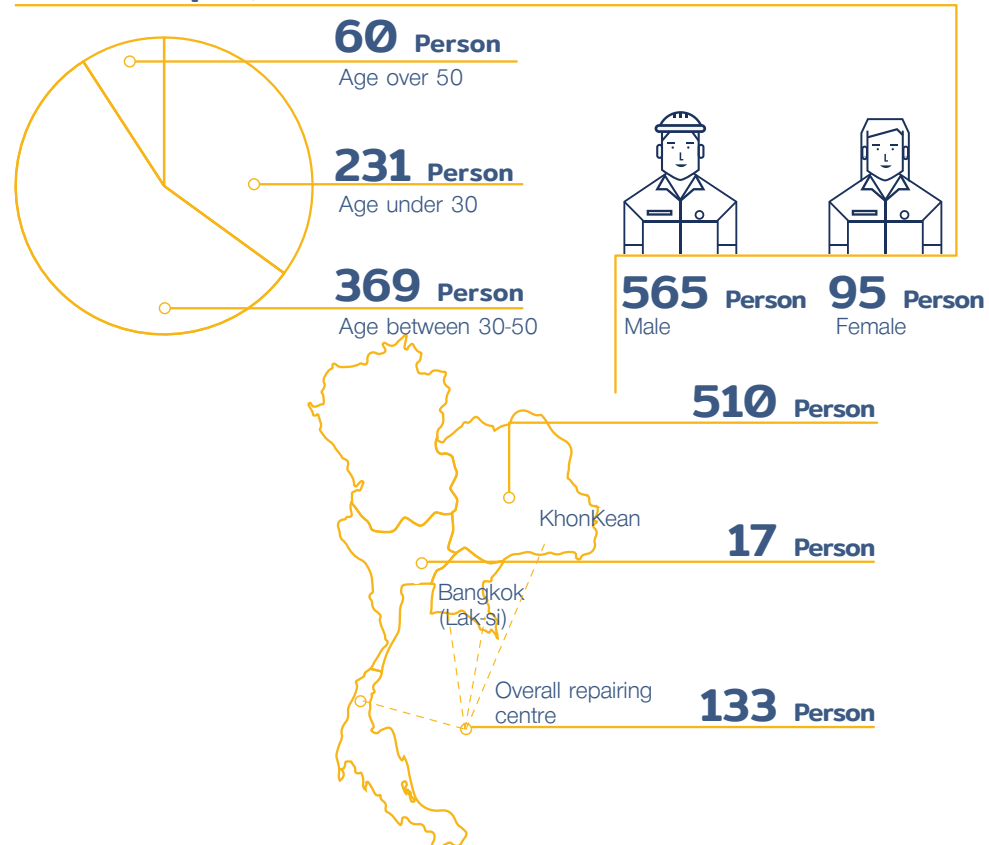 60 Person
Age over 50
231 Person
Age under 30
369 Person
Age between 30-50
565 Person
Male
95 Person
Female
510 Person
KhonKean
17 Person
Bangkok
(Lak-si)
Overall repairing
centre
133 Person